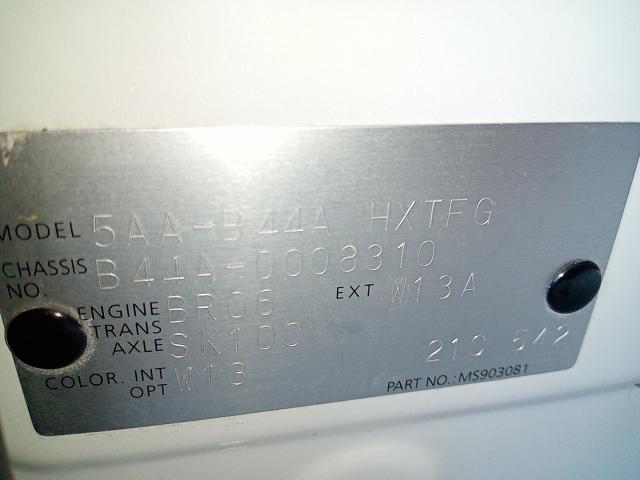 MODEL 5AA-B44A HXTFG
CHASSIS NO. B44A-0008310
ENGINE BR06 EXT W13A
TRANS AXLE SK10C
COLOR. INT W13 210 542
OPT PART NO.:MS903081